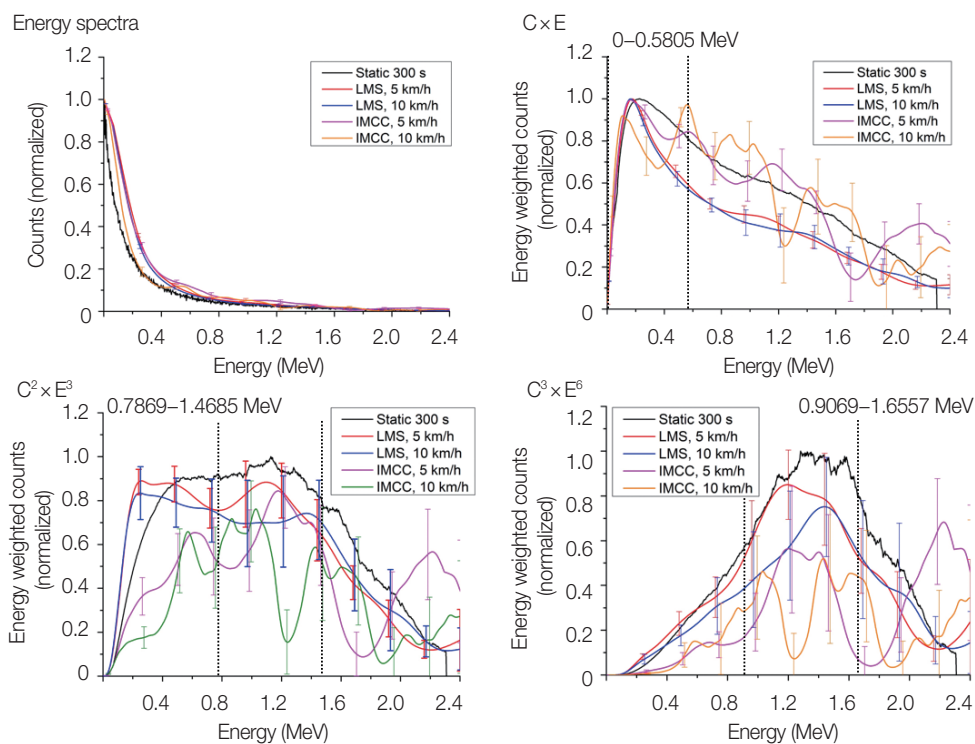 Energy spectra
Counts (normalized)
1.2
1.0
0.8
0.6
0.4
0.2
0
Static 300 s
LMS, 5 km/h
LMS, 10 km/h
IMCC, 5 km/h
IMCC, 10 km/h
0.4 0.8 1.2 1.6 2.0 2.4
Energy (MeV)
C×E
0–0.5805 MeV
Energy weighted counts
(normalized)
1.2
1.0
0.8
0.6
0.4
0.2
0
Static 300 s
LMS, 5 km/h
LMS, 10 km/h
IMCC, 5 km/h
IMCC, 10 km/h
0.4 0.8 1.2 1.6 2.0 2.4
Energy (MeV)
C²×E³
0.7869–1.4685 MeV
Energy weighted counts
(normalized)
1.2
1.0
0.8
0.6
0.4
0.2
0
Static 300 s
LMS, 5 km/h
LMS, 10 km/h
IMCC, 5 km/h
IMCC, 10 km/h
0.4 0.8 1.2 1.6 2.0 2.4
Energy (MeV)
C³×E⁶
0.9069–1.6557 MeV
Energy weighted counts
(normalized)
1.2
1.0
0.8
0.6
0.4
0.2
0
Static 300 s
LMS, 5 km/h
LMS, 10 km/h
IMCC, 5 km/h
IMCC, 10 km/h
0.4 0.8 1.2 1.6 2.0 2.4
Energy (MeV)